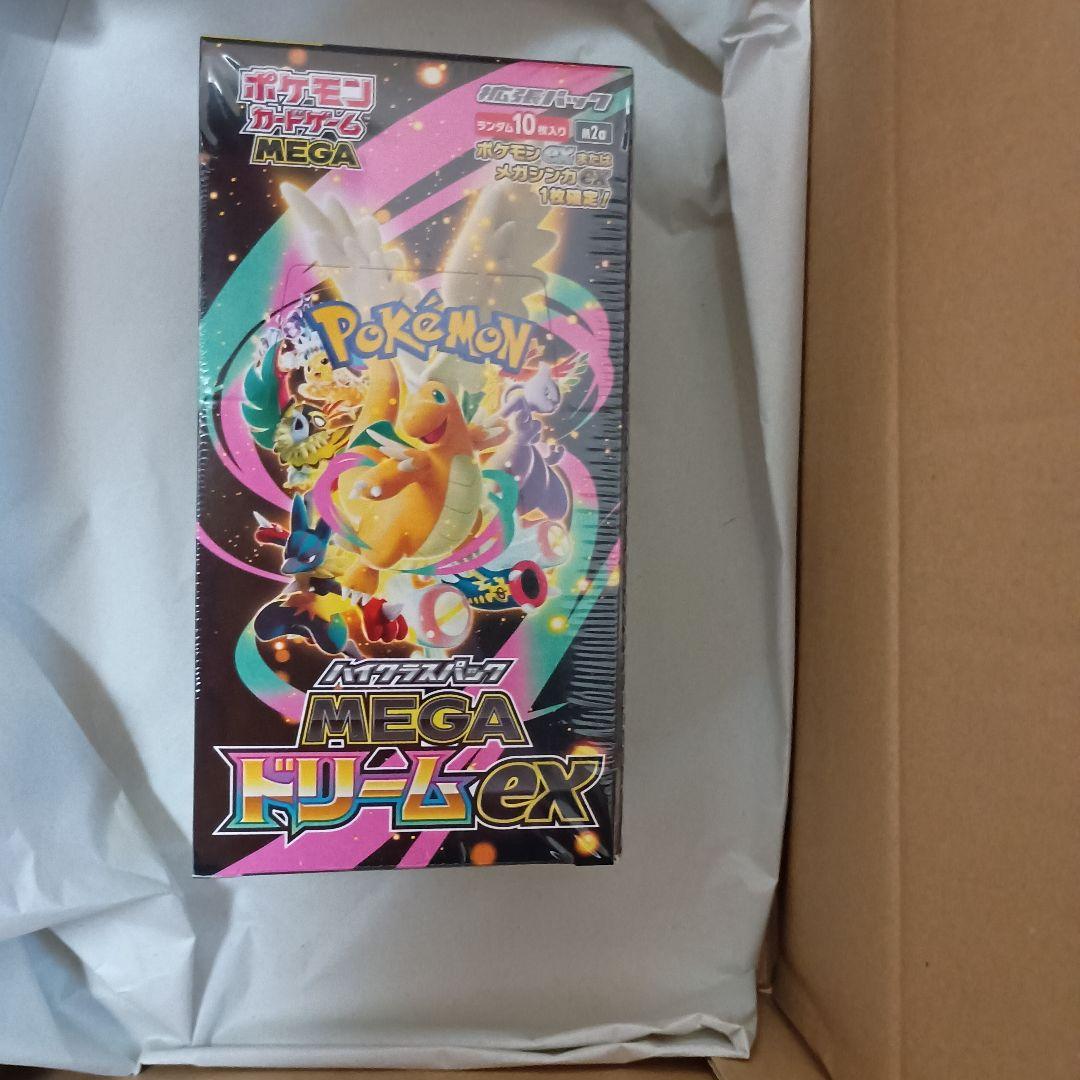 ポケモン
カードゲーム
MEGA
拡張パック
ランダム10枚入り
ポケモンexまたは
メガシンカex
1枚確定!
POKÉMON
ハイクラスパック
MEGA
ドリームex